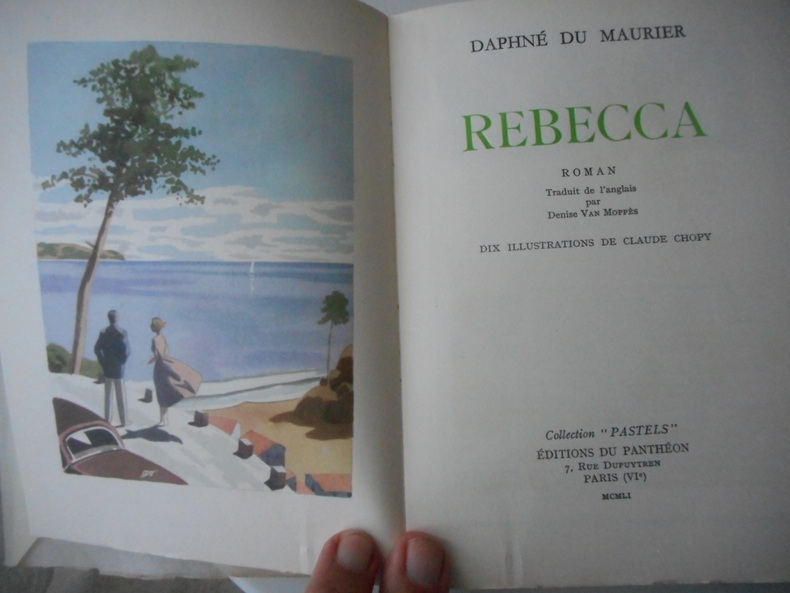 DAPHNÉ DU MAURIER
REBECCA
ROMAN
Traduit de l'anglais
par
Denise VAN MOPPÈS
DIX ILLUSTRATIONS DE CLAUDE CHOPY
Collection "PASTELS"
ÉDITIONS DU PANTHÉON
7, RUE DUPUYTREN
PARIS (VIe)
MCMLI